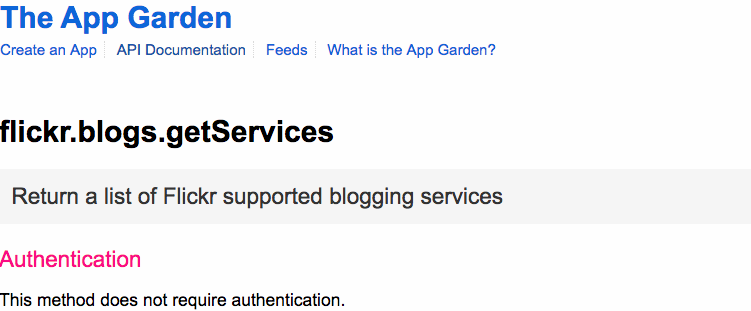 The App Garden
Create an App API Documentation Feeds What is the App Garden?
flickr.blogs.getServices
Return a list of Flickr supported blogging services
Authentication
This method does not require authentication.